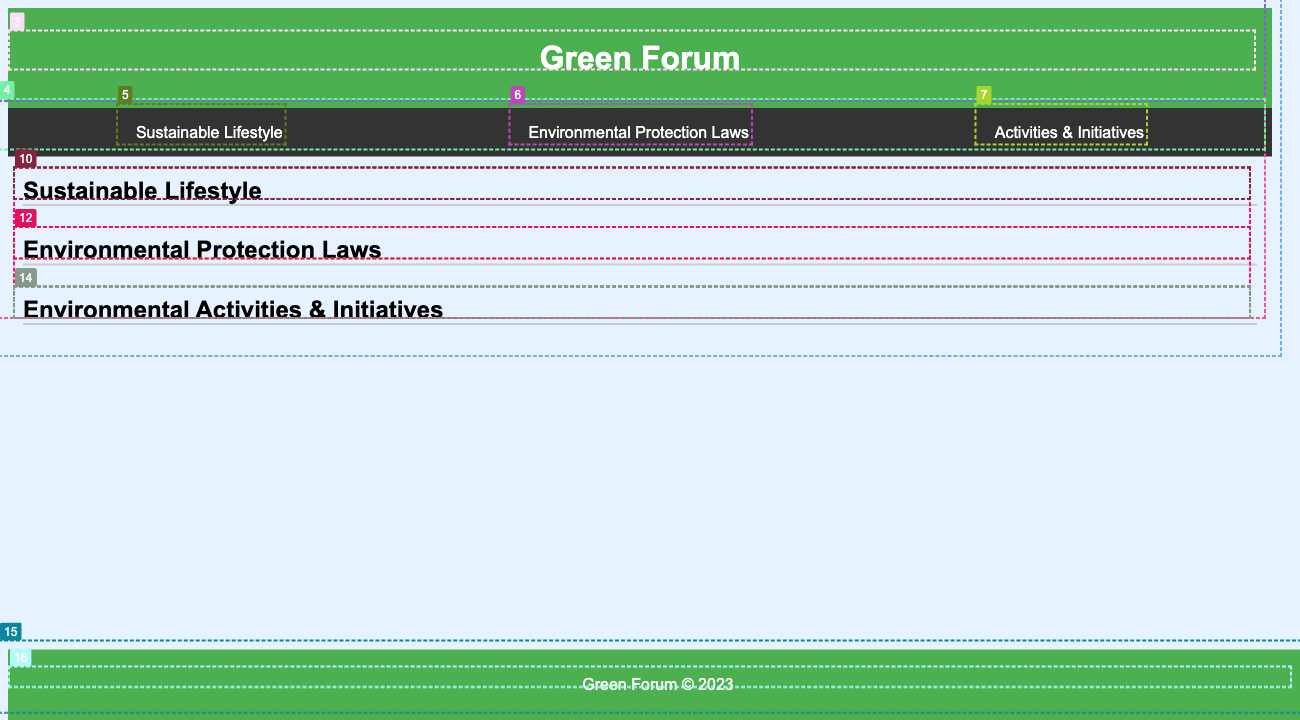 3
Green Forum
4
5
6
7
Sustainable Lifestyle
Environmental Protection Laws
Activities & Initiatives
10
Sustainable Lifestyle
12
Environmental Protection Laws
14
Environmental Activities & Initiatives
15
16
Green Forum © 2023